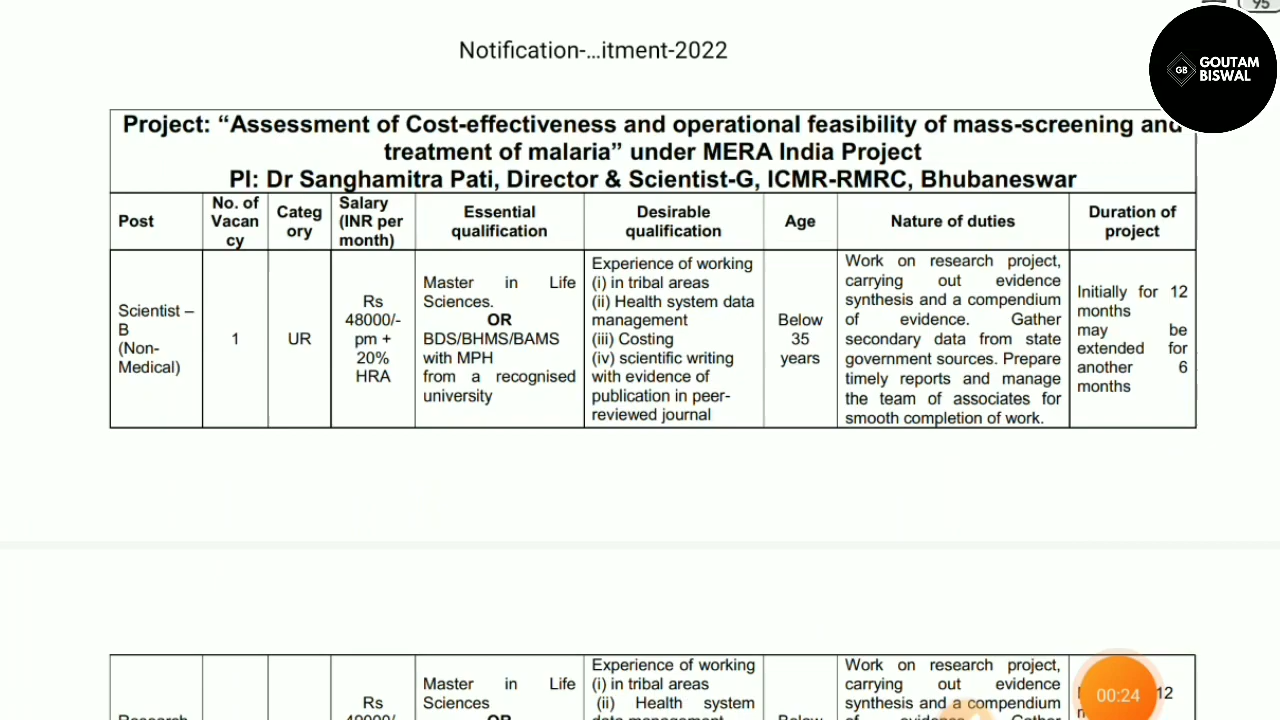 95
Notification-...itment-2022
GB
GOUTAM
BISWAL
Project: “Assessment of Cost-effectiveness and operational feasibility of mass-screening and
treatment of malaria” under MERA India Project
PI: Dr Sanghamitra Pati, Director & Scientist-G, ICMR-RMRC, Bhubaneswar
Post
No. of
Vacan
cy
Categ
ory
Salary
(INR per
month)
Essential
qualification
Desirable
qualification
Age
Nature of duties
Duration of
project
Scientist –
B
(Non-
Medical)
1
UR
Rs
48000/-
pm +
20%
HRA
Master in Life
Sciences.
OR
BDS/BHMS/BAMS
with MPH
from a recognised
university
Experience of working
(i) in tribal areas
(ii) Health system data
management
(iii) Costing
(iv) scientific writing
with evidence of
publication in peer-
reviewed journal
Below
35
years
Work on research project,
carrying out evidence
synthesis and a compendium
of evidence. Gather
secondary data from state
government sources. Prepare
timely reports and manage
the team of associates for
smooth completion of work.
Initially for 12
months
may be
extended for
another 6
months
Rs
Master in Life
Sciences
Experience of working
(i) in tribal areas
(ii) Health system
Work on research project,
carrying out evidence
synthesis and a compendium
12
00:24